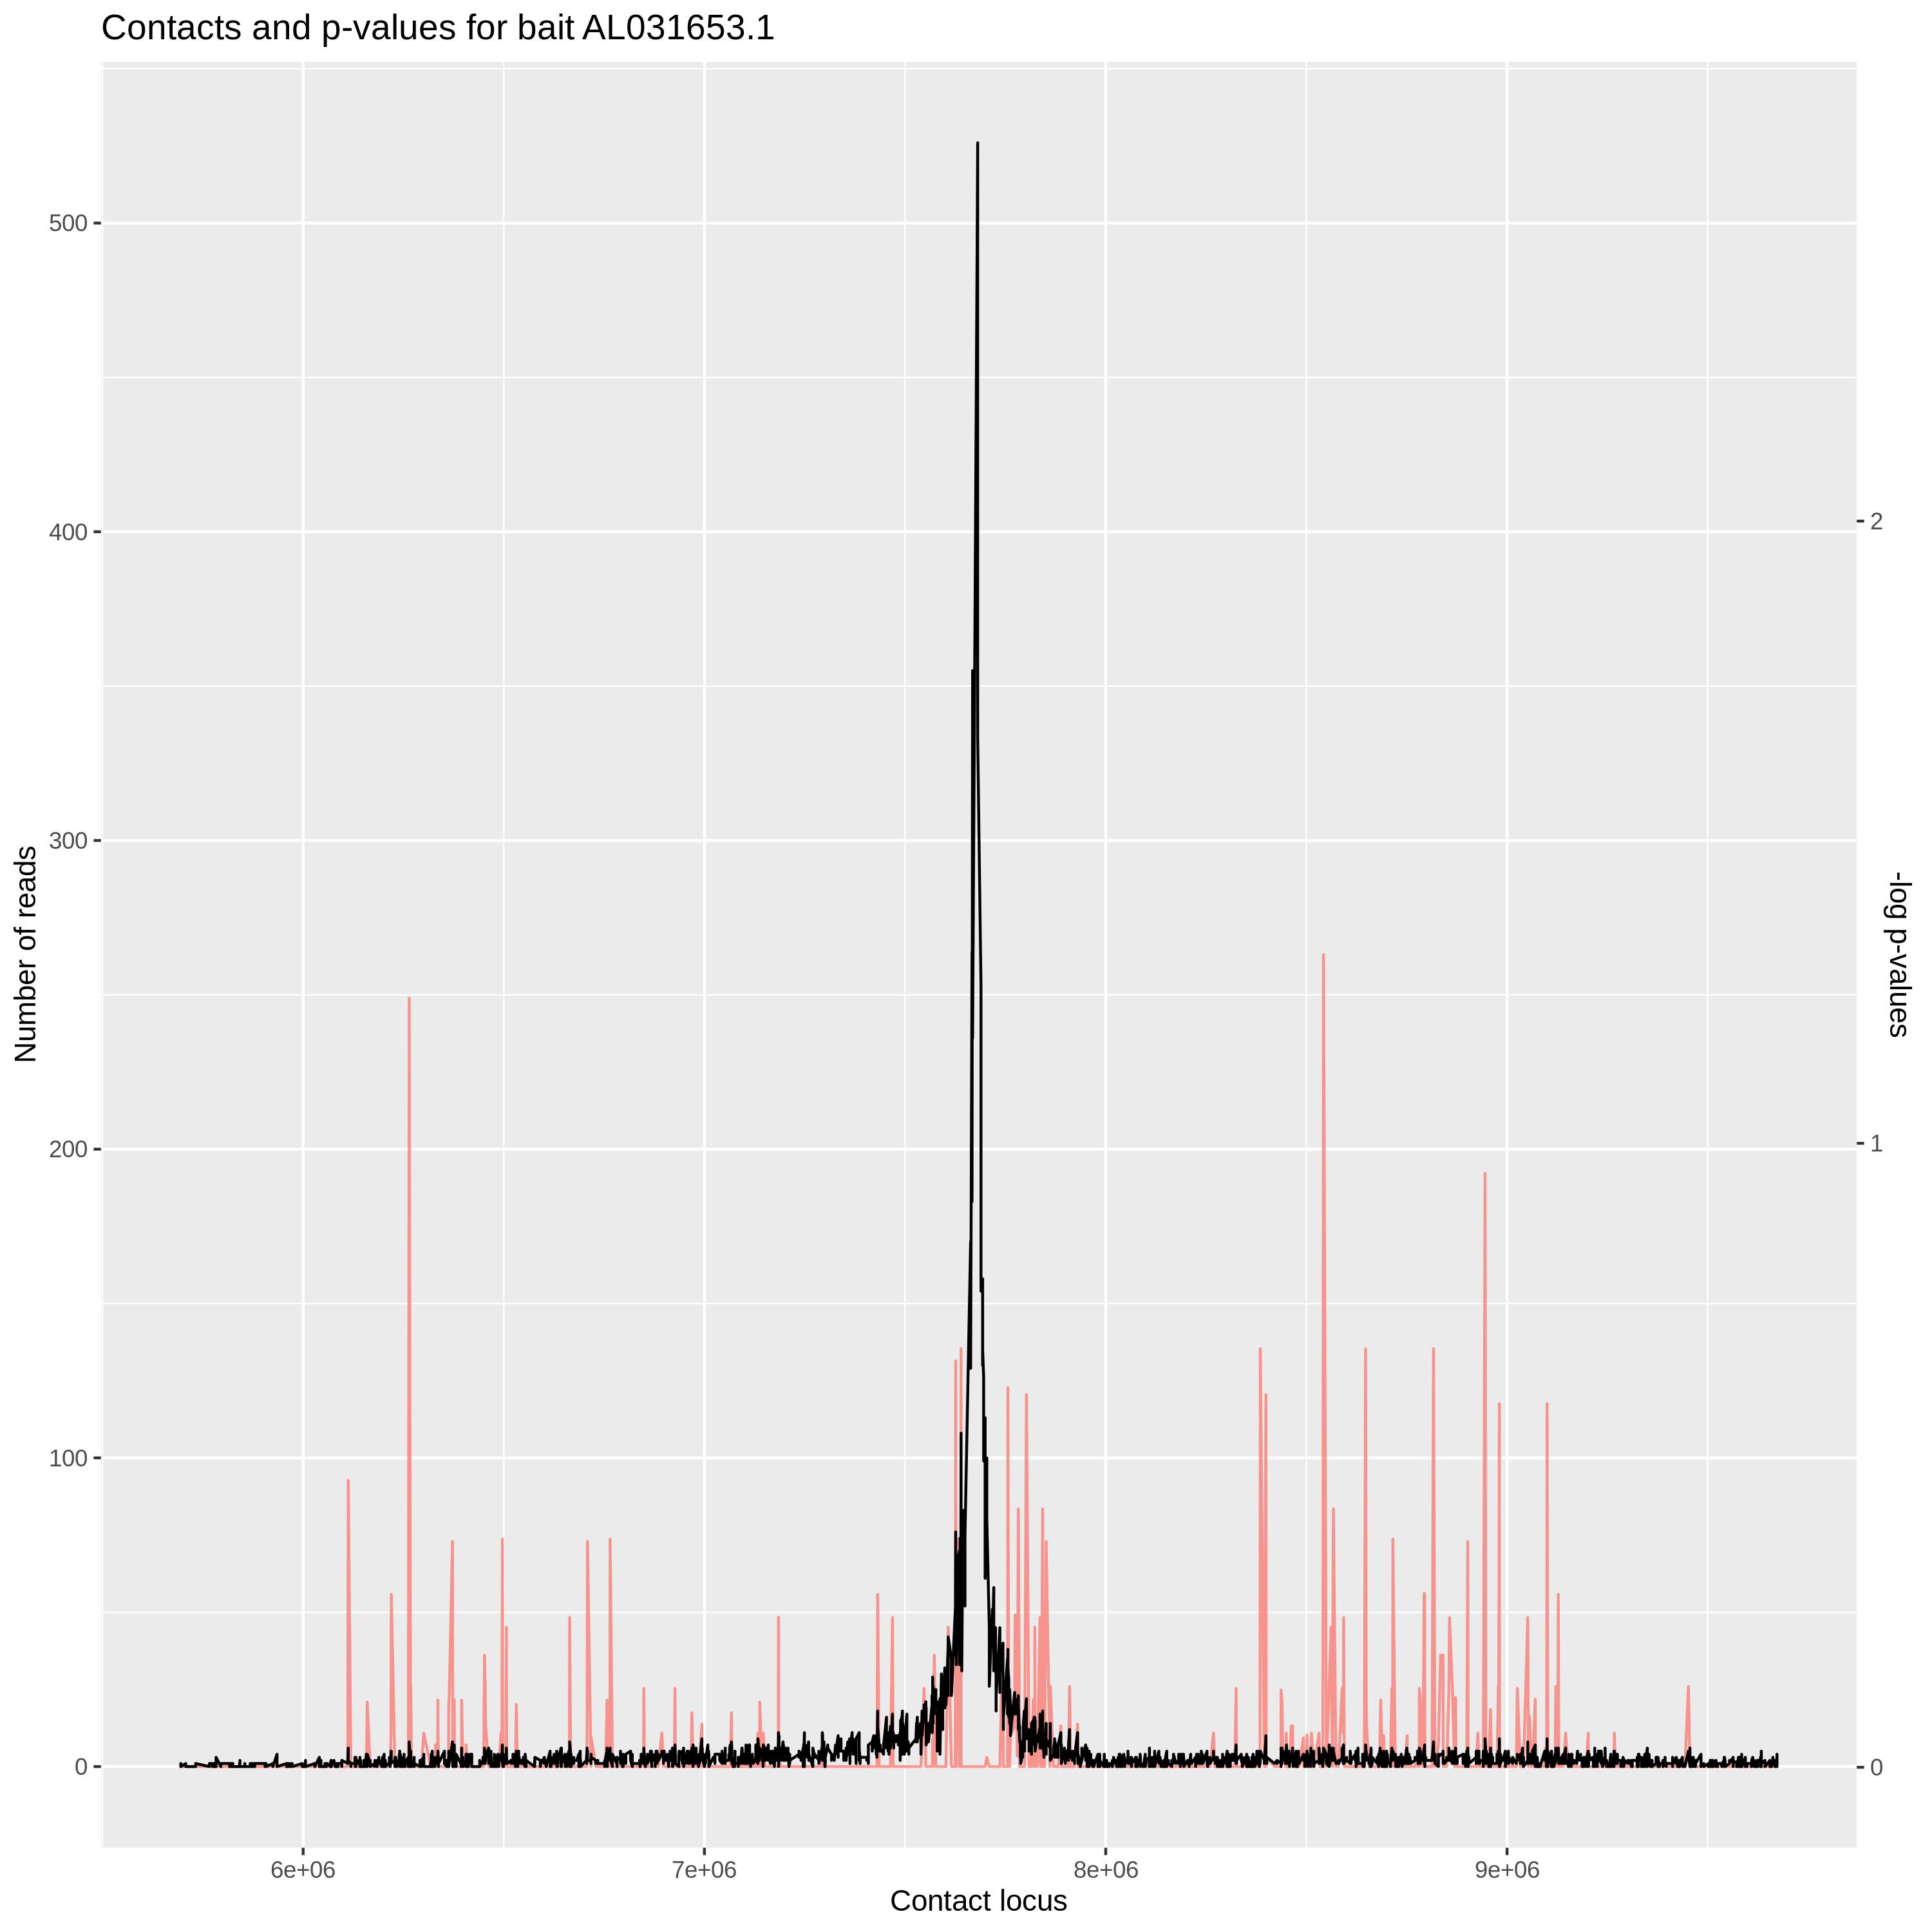 Contacts and p-values for bait AL031653.1
500
400
300
200
100
0
Number of reads
2
1
0
-log p-values
6e+06
7e+06
8e+06
9e+06
Contact locus